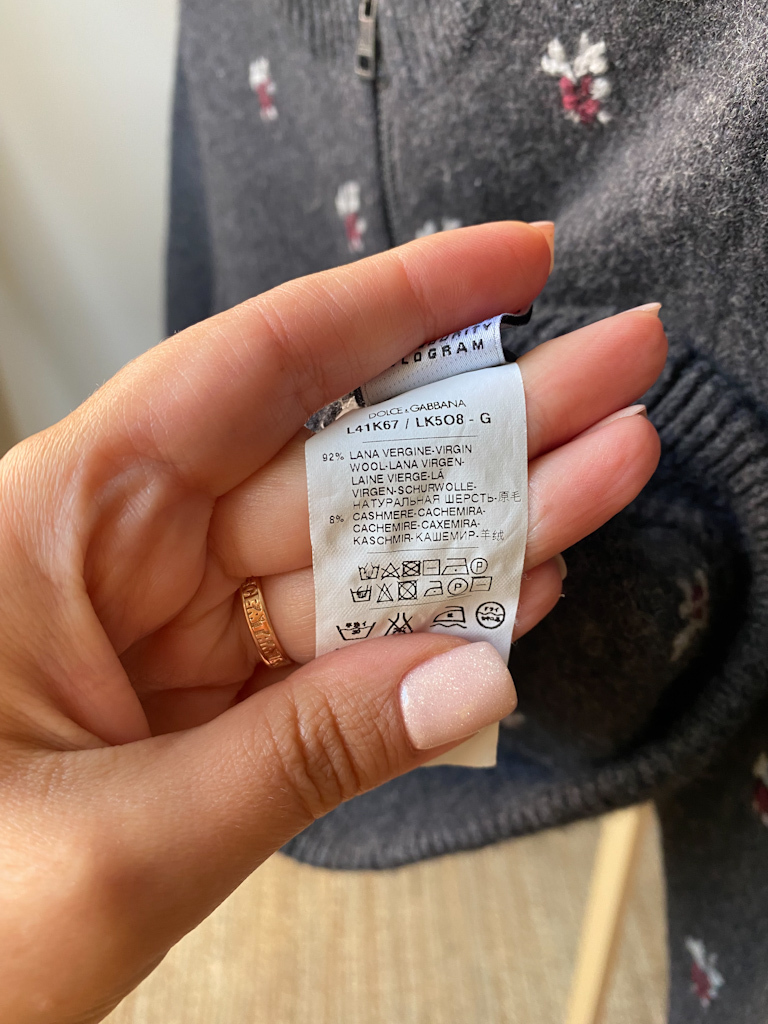 LOGRAM
DOLCE & GABBANA
L41K67 / LK5O8 - G
92% LANA VERGINE-VIRGIN
WOOL-LANA VIRGEN-
LAINE VIERGE-LÃ
VIRGEN-SCHURWOLLE-
НАТУРАЛЬНАЯ ШЕРСТЬ-原毛
8% CASHMERE-CACHEMIRA-
CACHEMIRE-CAXEMIRA-
KASCHMIR-КАШЕМИР-羊绒